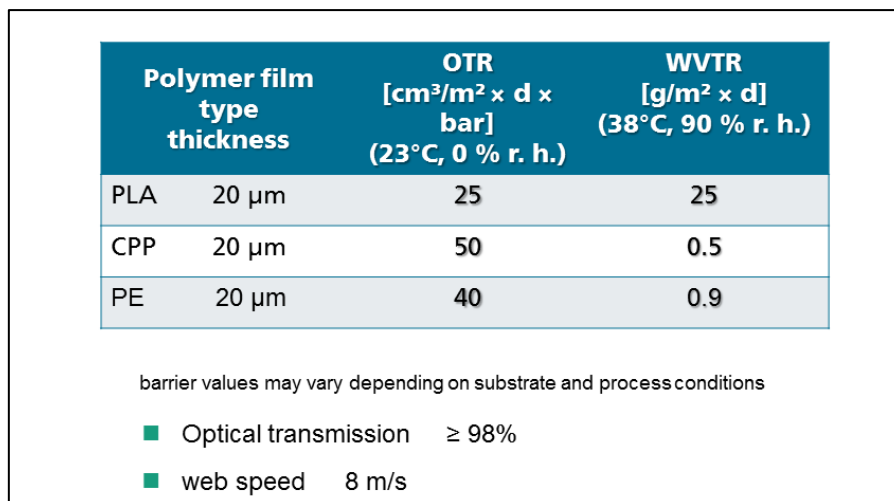 Polymer film
type
thickness
OTR
[cm³/m² × d ×
bar]
(23°C, 0 % r. h.)
WVTR
[g/m² × d]
(38°C, 90 % r. h.)
PLA 20 µm 25 25
CPP 20 µm 50 0.5
PE 20 µm 40 0.9
barrier values may vary depending on substrate and process conditions
Optical transmission ≥ 98%
web speed 8 m/s